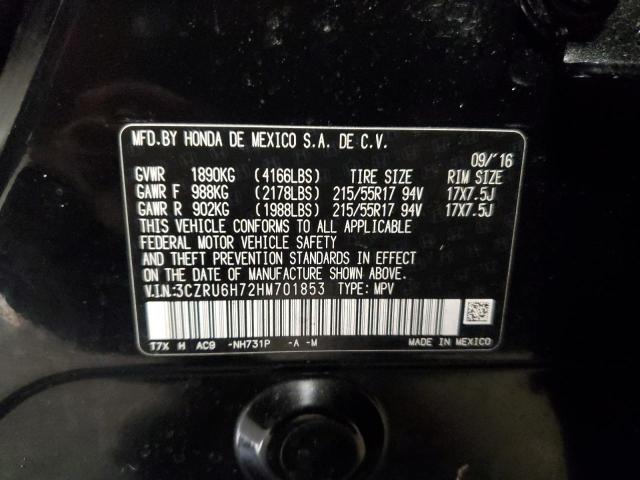 MFD.BY HONDA DE MEXICO S.A. DE C.V.
09/'16
GVWR 1890KG (4166LBS) TIRE SIZE RIM SIZE
GAWR F 988KG (2178LBS) 215/55R17 94V 17X7.5J
GAWR R 902KG (1988LBS) 215/55R17 94V 17X7.5J
THIS VEHICLE CONFORMS TO ALL APPLICABLE
FEDERAL MOTOR VEHICLE SAFETY
AND THEFT PREVENTION STANDARDS IN EFFECT
ON THE DATE OF MANUFACTURE SHOWN ABOVE.
V.I.N:3CZRU6H72HM701853 TYPE: MPV
T7X H AC9 -NH731P -A -M MADE IN MEXICO